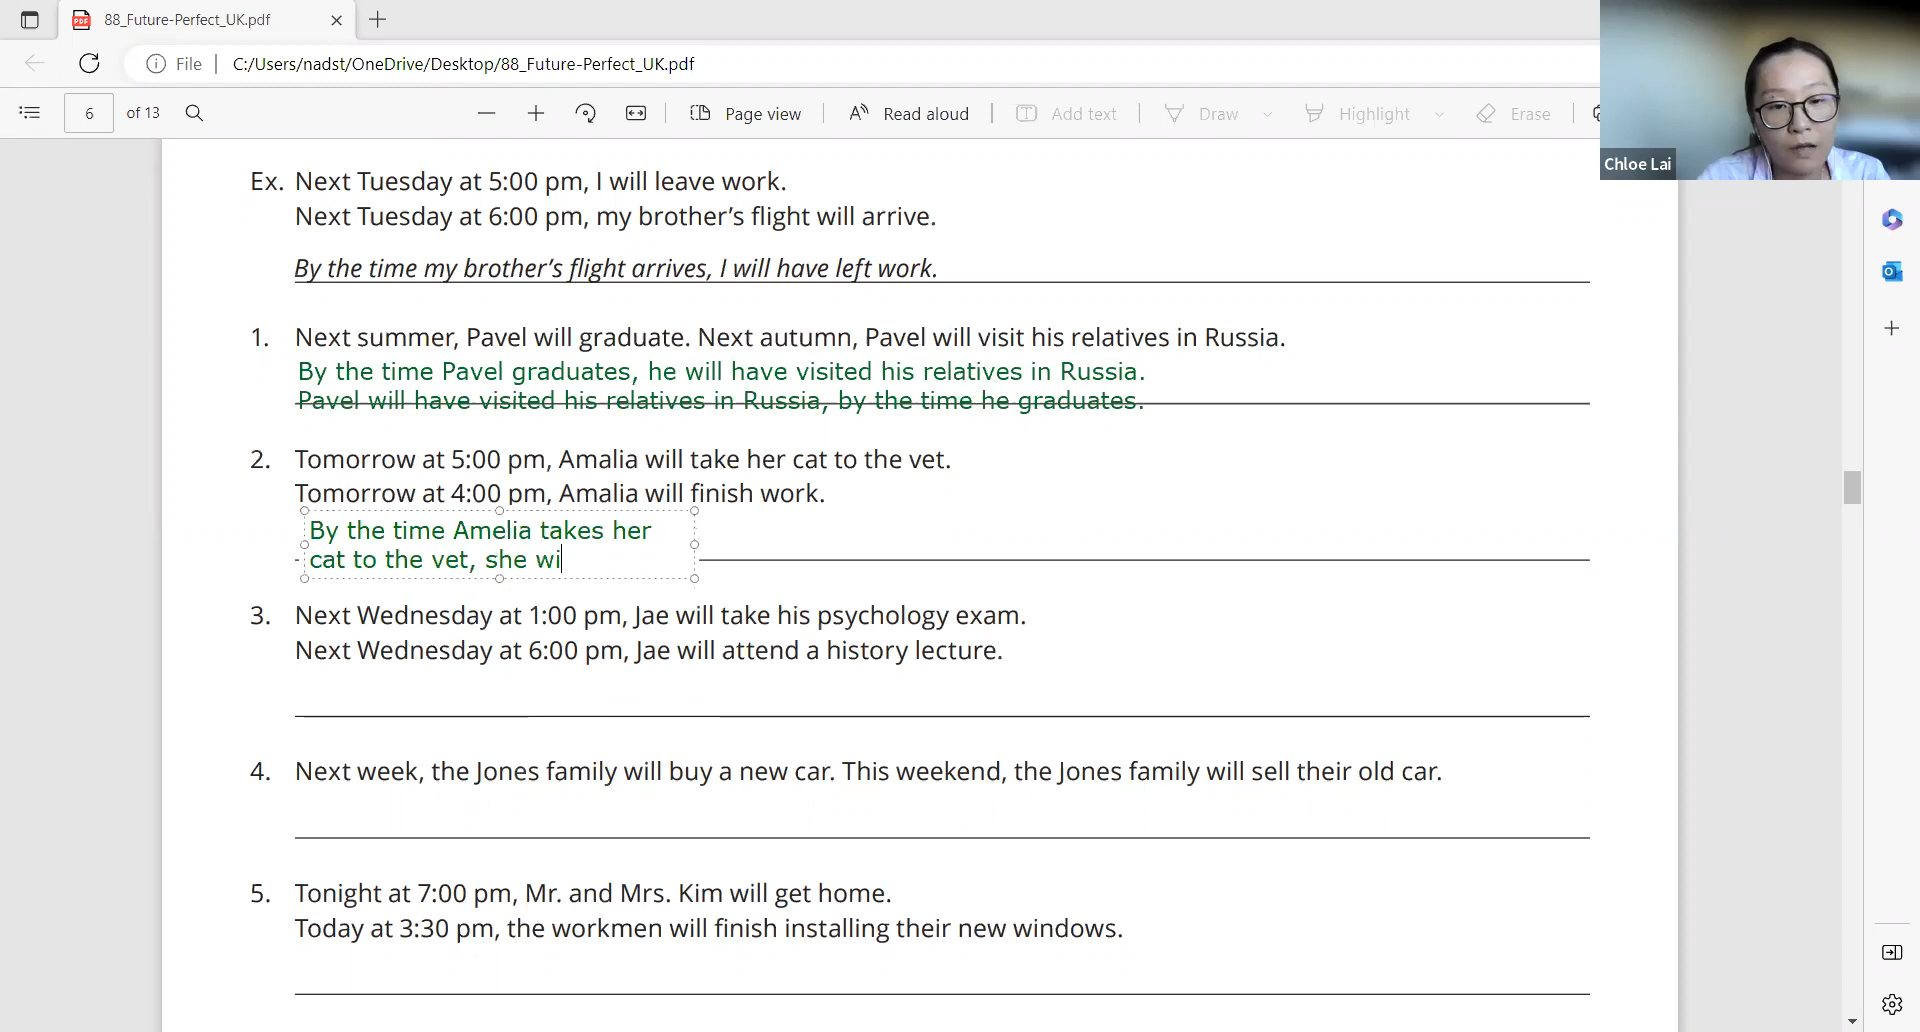 88_Future-Perfect_UK.pdf
File
C:/Users/nadst/OneDrive/Desktop/88_Future-Perfect_UK.pdf
6 of 13
Page view
Read aloud
Add text
Draw
Highlight
Erase
Chloe Lai
Ex. Next Tuesday at 5:00 pm, I will leave work.
Next Tuesday at 6:00 pm, my brother’s flight will arrive.
By the time my brother’s flight arrives, I will have left work.
1. Next summer, Pavel will graduate. Next autumn, Pavel will visit his relatives in Russia.
By the time Pavel graduates, he will have visited his relatives in Russia.
Pavel will have visited his relatives in Russia, by the time he graduates.
2. Tomorrow at 5:00 pm, Amalia will take her cat to the vet.
Tomorrow at 4:00 pm, Amalia will finish work.
By the time Amelia takes her
cat to the vet, she wi
3. Next Wednesday at 1:00 pm, Jae will take his psychology exam.
Next Wednesday at 6:00 pm, Jae will attend a history lecture.
4. Next week, the Jones family will buy a new car. This weekend, the Jones family will sell their old car.
5. Tonight at 7:00 pm, Mr. and Mrs. Kim will get home.
Today at 3:30 pm, the workmen will finish installing their new windows.